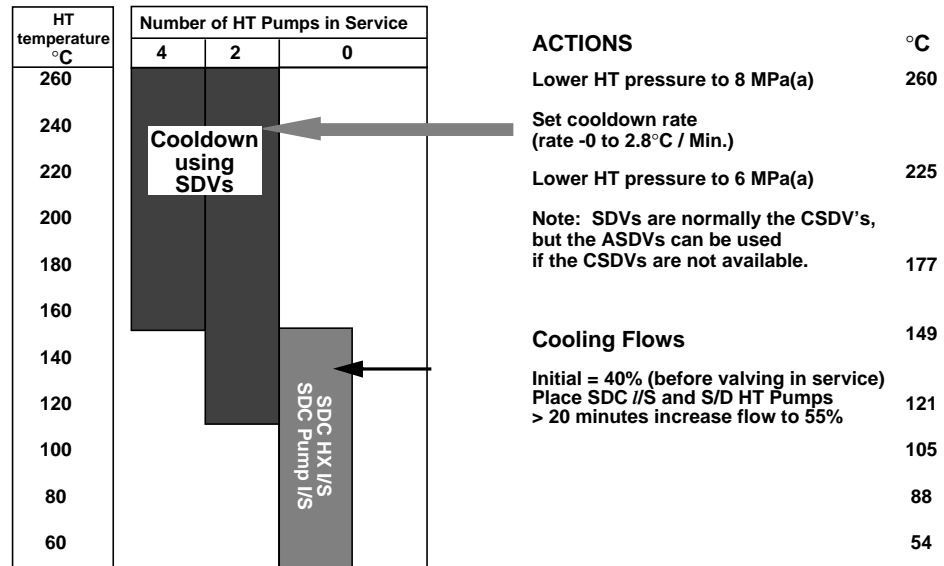 HT
temperature
°C
Number of HT Pumps in Service
4 2 0
260
240
220
200
180
160
140
120
100
80
60
Cooldown
using
SDVs
SDC HX I/S
SDC Pump I/S
ACTIONS °C
Lower HT pressure to 8 MPa(a) 260
Set cooldown rate
(rate -0 to 2.8°C / Min.)
Lower HT pressure to 6 MPa(a) 225
Note: SDVs are normally the CSDV's,
but the ASDVs can be used
if the CSDVs are not available. 177
Cooling Flows 149
Initial = 40% (before valving in service)
Place SDC I/S and S/D HT Pumps 121
> 20 minutes increase flow to 55%
105
88
54